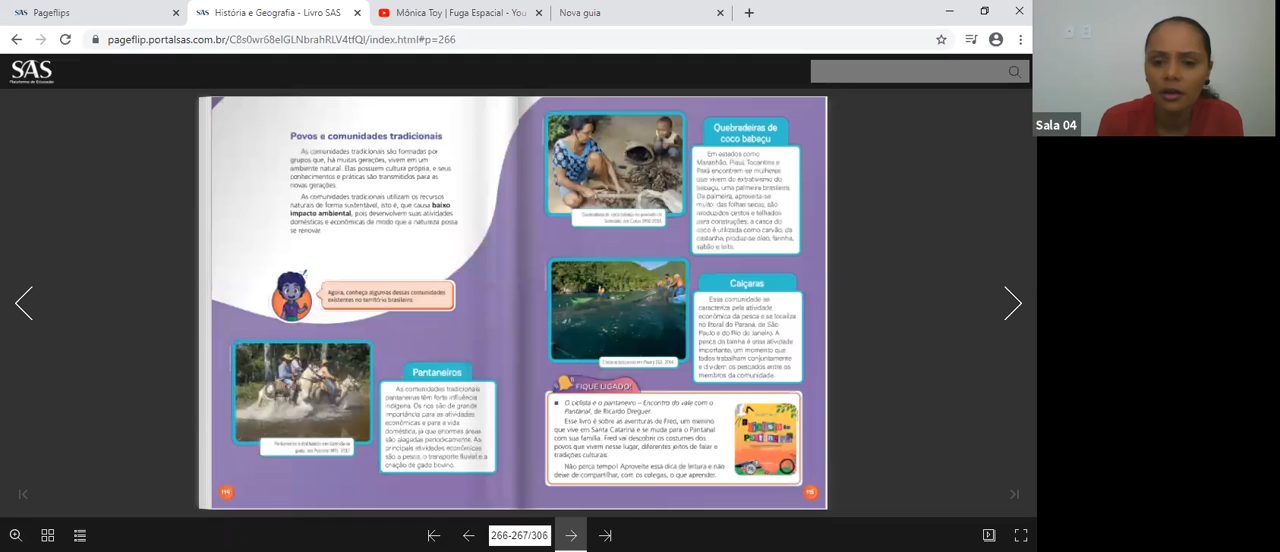 Pageflips
História e Geografia - Livro SAS
Mônica Toy | Fuga Espacial - You
Nova guia
pageflip.portalsas.com.br/C8s0wr68eIGLNbrahRLV4tfQI/index.html#p=266
SAS
Plataforma de Educação
Sala 04
Povos e comunidades tradicionais
As comunidades tradicionais são formadas por
grupos que, há muitas gerações, vivem em um
ambiente natural. Elas possuem cultura própria, e seus
conhecimentos e práticas são transmitidos para as
novas gerações.
As comunidades tradicionais utilizam os recursos
naturais de forma sustentável, isto é, que causa baixo
impacto ambiental, pois desenvolvem suas atividades
domésticas e econômicas de modo que a natureza possa
se renovar.
Agora, conheça algumas dessas comunidades
existentes no território brasileiro.
Pantaneiros
As comunidades tradicionais
pantaneiras têm forte influência
indígena. Os rios são de grande
importância para as atividades
econômicas e para a vida
doméstica, já que enormes áreas
são alagadas periodicamente. As
principais atividades econômicas
são a pesca, o transporte fluvial e a
criação de gado bovino.
194
Quebradeiras de
coco babaçu
Em estados como
Maranhão, Piauí, Tocantins e
Pará encontram-se mulheres
que vivem do extrativismo do
babaçu, uma palmeira brasileira.
Da palmeira, aproveita-se
muito: das folhas secas, são
produzidos cestos e telhados
para construções; a casca do
coco é utilizada como carvão; da
castanha, produz-se óleo, farinha,
sabão e leite.
Caiçaras
Essa comunidade se
caracteriza pela atividade
econômica da pesca e se localiza
no litoral do Paraná, de São
Paulo e do Rio de Janeiro. A
pesca da tainha é uma atividade
importante, um momento que
todos trabalham conjuntamente
e dividem os pescados entre os
membros da comunidade.
FIQUE LIGADO!
O ciclista e o pantaneiro – Encontro do vale com o
Pantanal, de Ricardo Dreguer.
Esse livro é sobre as aventuras de Fred, um menino
que vive em Santa Catarina e se muda para o Pantanal
com sua família. Fred vai descobrir os costumes dos
povos que vivem nesse lugar, diferentes jeitos de falar e
tradições culturais.
Não perca tempo! Aproveite essa dica de leitura e não
deixe de compartilhar, com os colegas, o que aprender.
195
266-267/306